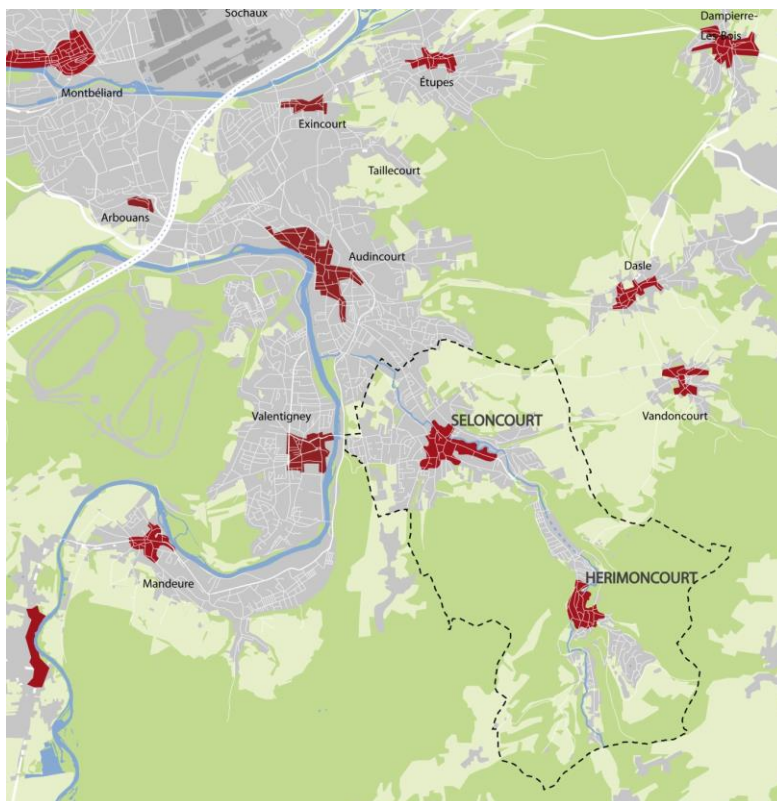 Sochaux
Dampierre-
Les-Bois
Montbéliard
Étupes
Exincourt
Taillecourt
Arbouans
Audincourt
Dasle
Valentigney
SELONCOURT
Vandoncourt
HERIMONCOURT
Mandeure